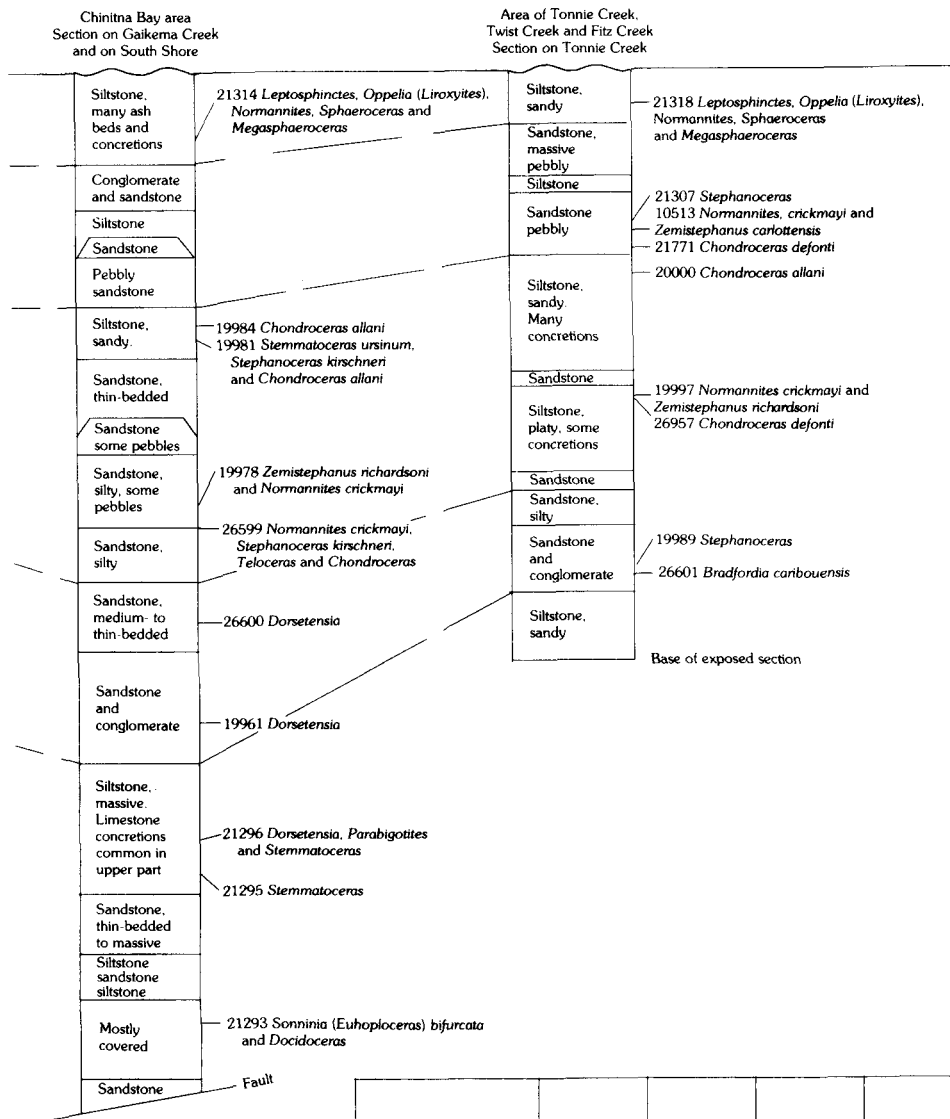 Chinitna Bay area
Section on Gaikema Creek
and on South Shore
Siltstone,
many ash
beds and
concretions
21314 Leptosphinctes, Oppelia (Liroxyites),
Normannites, Sphaeroceras and
Megasphaeroceras
Conglomerate
and sandstone
Siltstone
Sandstone
Pebbly
sandstone
Siltstone,
sandy.
19984 Chondroceras allani
19981 Stemmatoceras ursinum,
Stephanoceras kirschneri
and Chondroceras allani
Sandstone,
thin-bedded
Sandstone
some pebbles
Sandstone,
silty, some
pebbles
19978 Zemistephanus richardsoni
and Normannites crickmayi
26599 Normannites crickmayi,
Stephanoceras kirschneri,
Teloceras and Chondroceras
Sandstone,
silty
Sandstone,
medium- to
thin-bedded
26600 Dorsetensia
Sandstone
and
conglomerate
19961 Dorsetensia
Siltstone,
massive.
Limestone
concretions
common in
upper part
21296 Dorsetensia, Parabigotites
and Stemmatoceras
21295 Stemmatoceras
Sandstone,
thin-bedded
to massive
Siltstone
sandstone
siltstone
Mostly
covered
21293 Sonninia (Euhoploceras) bifurcata
and Docidoceras
Sandstone
Fault
Area of Tonnie Creek,
Twist Creek and Fitz Creek
Section on Tonnie Creek
Siltstone,
sandy
21318 Leptosphinctes, Oppelia (Liroxyites),
Normannites, Sphaeroceras
and Megasphaeroceras
Sandstone,
massive
pebbly
Siltstone
Sandstone
pebbly
21307 Stephanoceras
10513 Normannites, crickmayi and
Zemistephanus carlottensis
21771 Chondroceras defonti
20000 Chondroceras allani
Siltstone,
sandy.
Many
concretions
Sandstone
Siltstone,
platy, some
concretions
19997 Normannites crickmayi and
Zemistephanus richardsoni
26957 Chondroceras defonti
Sandstone
Sandstone,
silty
Sandstone
and
conglomerate
19989 Stephanoceras
26601 Bradfordia caribouensis
Siltstone,
sandy
Base of exposed section